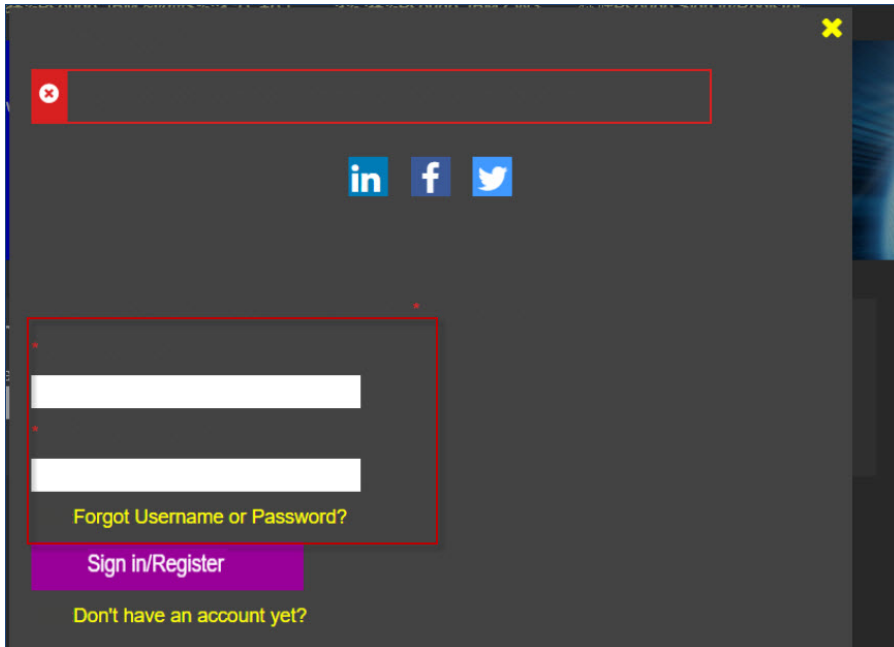 *
*
*
Forgot Username or Password?
Sign in/Register
Don't have an account yet?